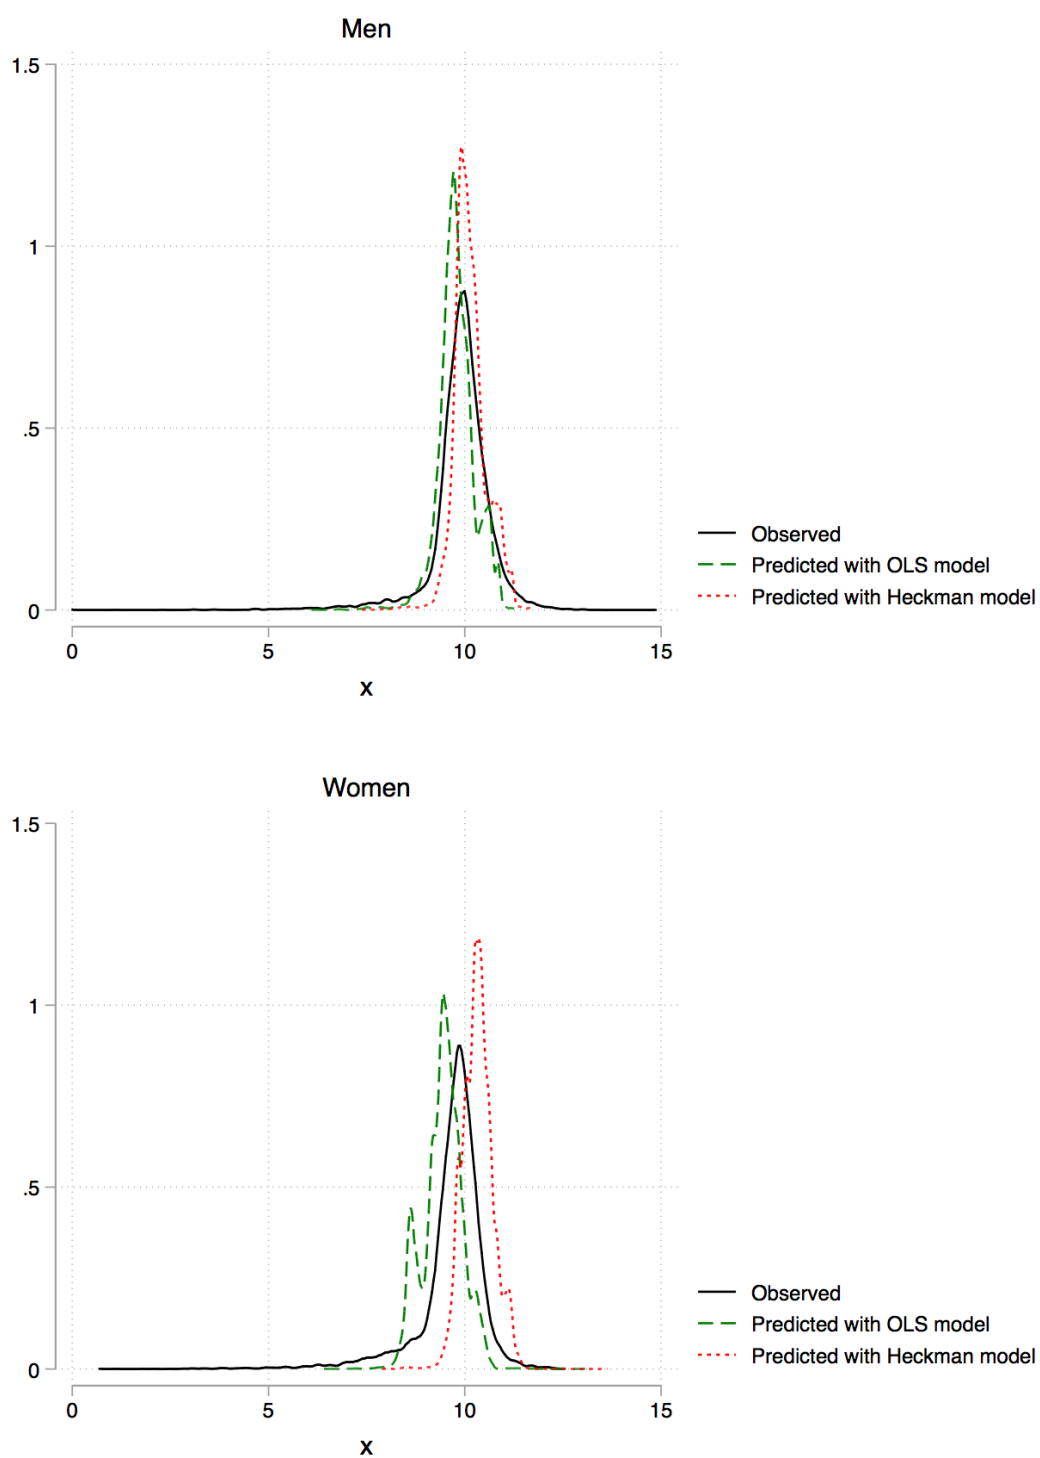 Men
1.5
1
.5
0
0 5 10 15
x
Observed
Predicted with OLS model
Predicted with Heckman model
Women
1.5
1
.5
0
0 5 10 15
x
Observed
Predicted with OLS model
Predicted with Heckman model